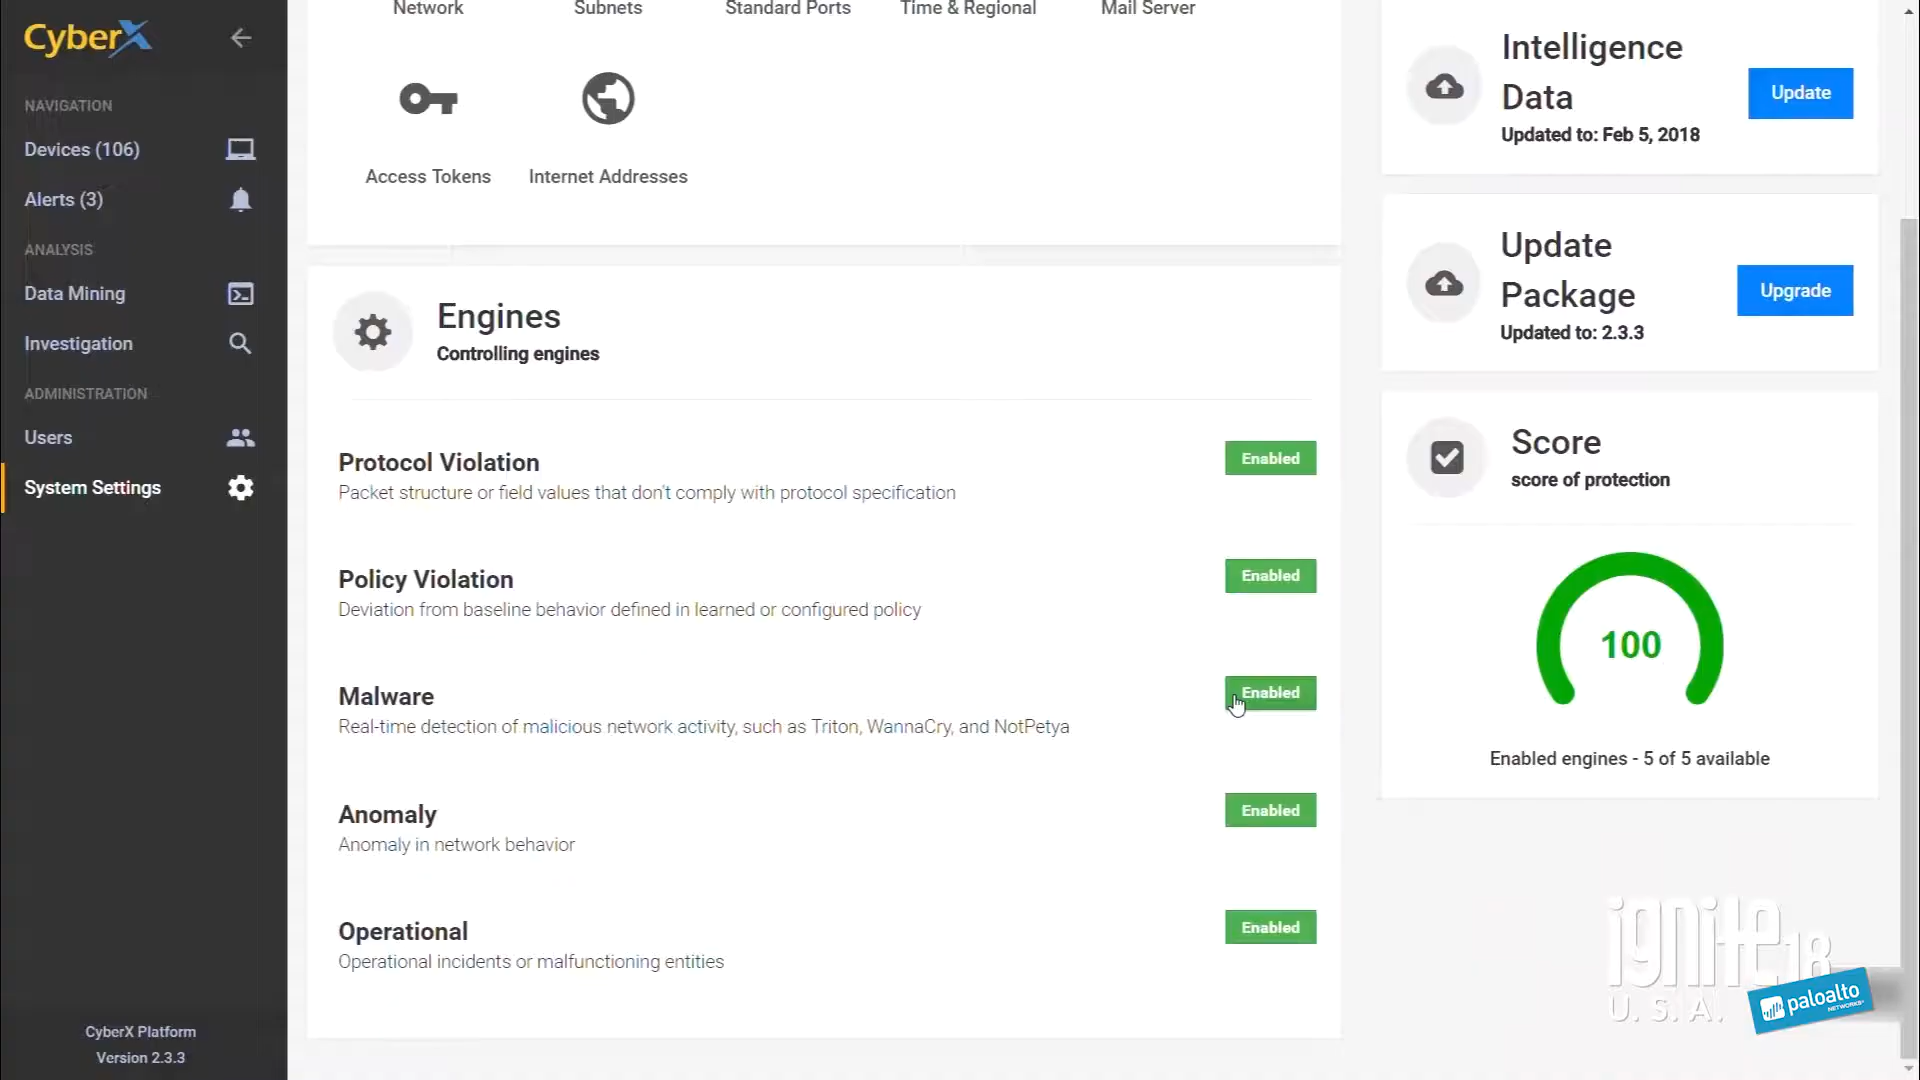 CyberX
NAVIGATION
Devices (106)
Alerts (3)
ANALYSIS
Data Mining
Investigation
ADMINISTRATION
Users
System Settings
CyberX Platform
Version 2.3.3
Network
Subnets
Standard Ports
Time & Regional
Mail Server
Access Tokens
Internet Addresses
Engines
Controlling engines
Protocol Violation
Enabled
Packet structure or field values that don't comply with protocol specification
Policy Violation
Enabled
Deviation from baseline behavior defined in learned or configured policy
Malware
Enabled
Real-time detection of malicious network activity, such as Triton, WannaCry, and NotPetya
Anomaly
Enabled
Anomaly in network behavior
Operational
Enabled
Operational incidents or malfunctioning entities
Intelligence
Data
Updated to: Feb 5, 2018
Update
Update
Package
Updated to: 2.3.3
Upgrade
Score
score of protection
100
Enabled engines - 5 of 5 available
ignite18
U.S.A.
paloalto
NETWORKS